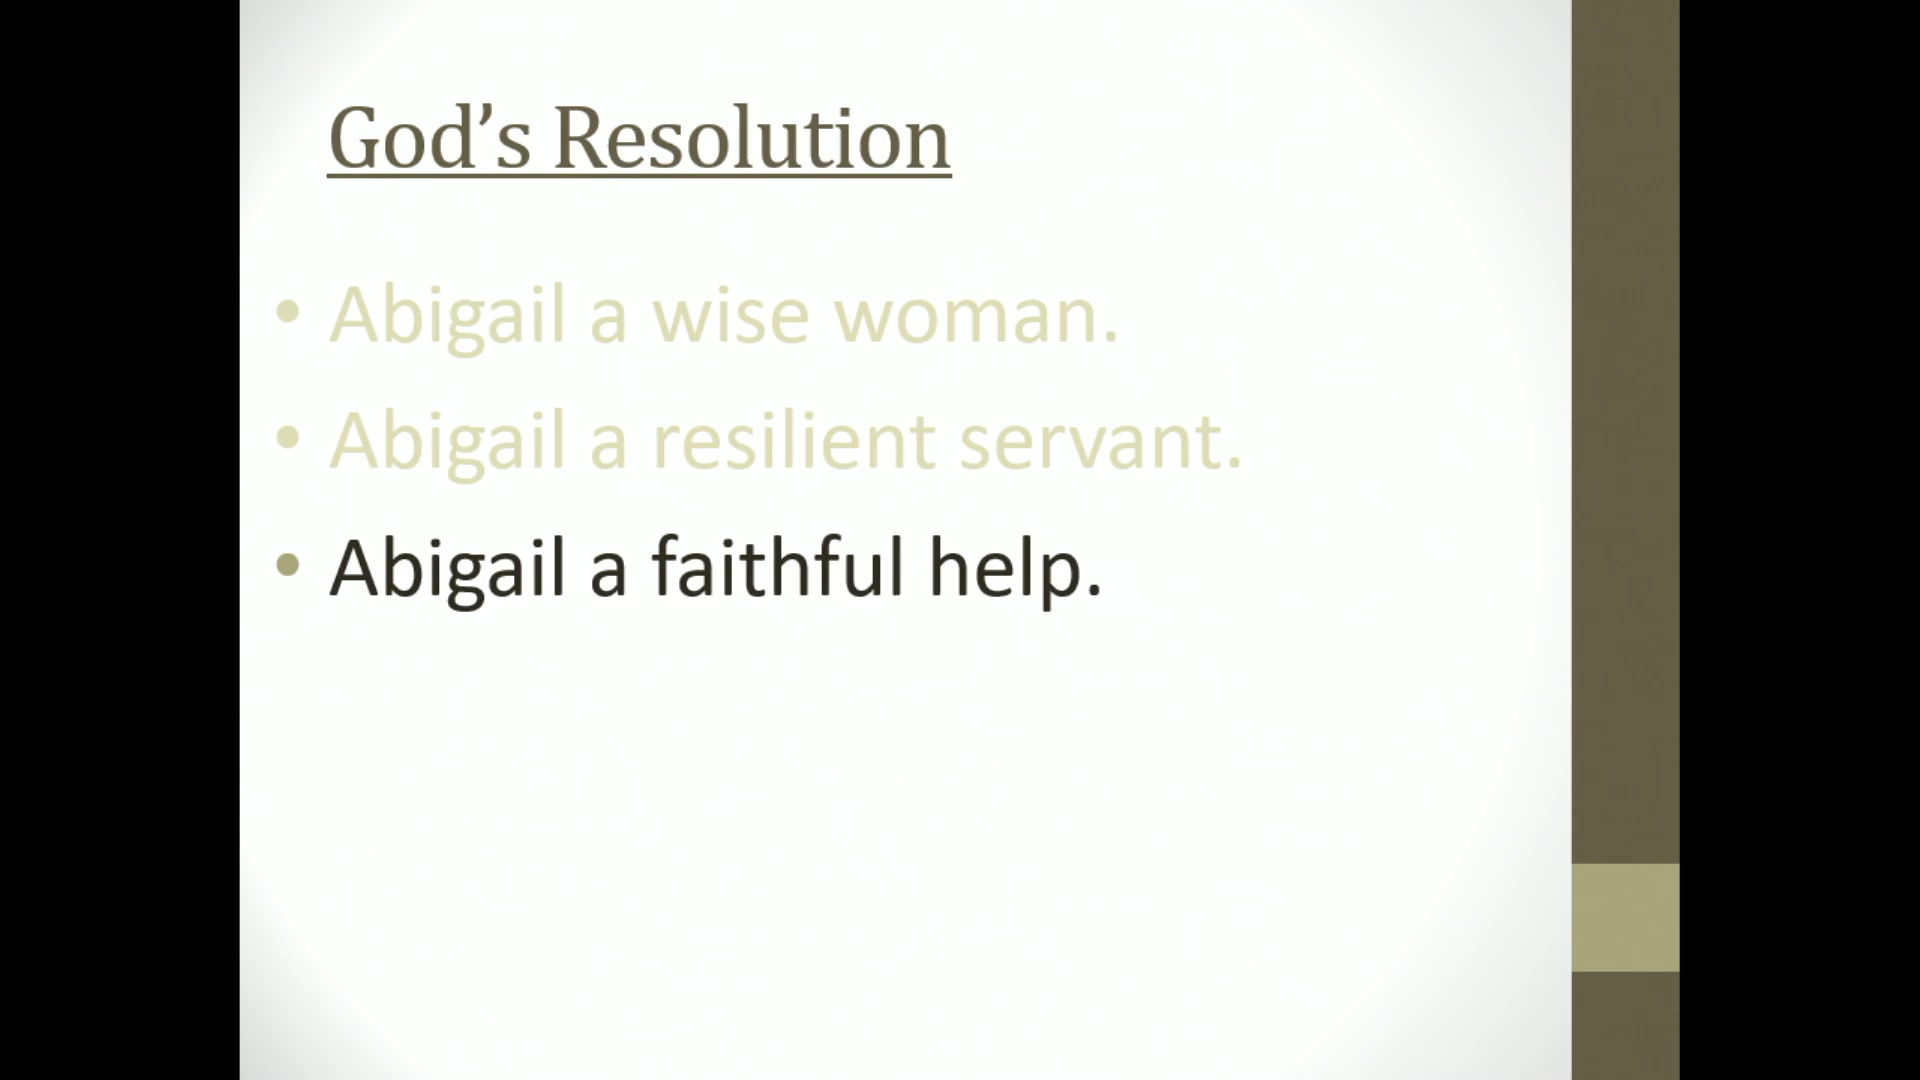 God’s Resolution
• Abigail a wise woman.
• Abigail a resilient servant.
• Abigail a faithful help.